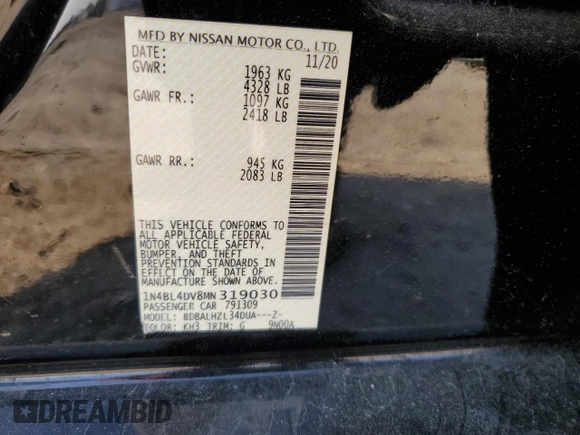 MFD BY NISSAN MOTOR CO., LTD.
DATE: 11/20
GVWR: 1963 KG
4328 LB
GAWR FR.: 1097 KG
2418 LB
GAWR RR.: 945 KG
2083 LB
THIS VEHICLE CONFORMS TO
ALL APPLICABLE FEDERAL
MOTOR VEHICLE SAFETY,
BUMPER, AND THEFT
PREVENTION STANDARDS IN
EFFECT ON THE DATE OF
MANUFACTURE SHOWN ABOVE.
1N4BL4DV8MN319030
PASSENGER CAR 791309
MODEL: BDBALHZL34DUA---Z-
COLOR: KH3 TRIM: G 9N00A
DREAMBID